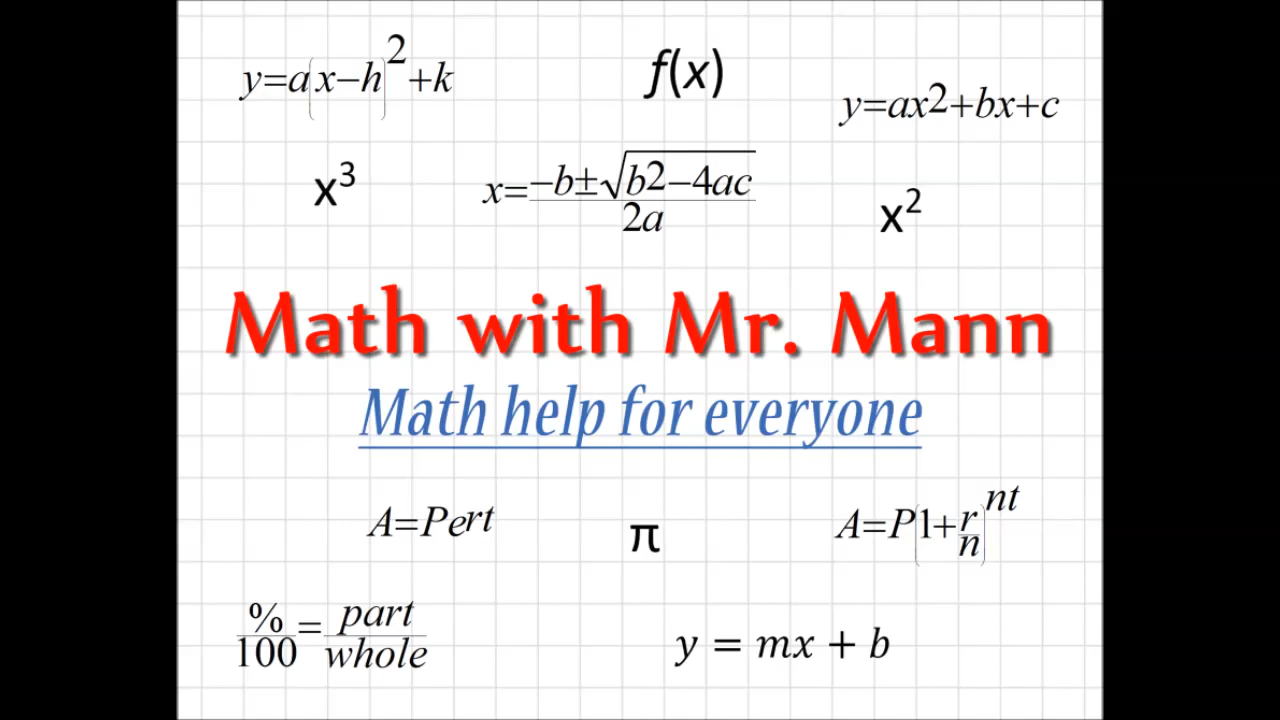 y=a(x−h)²+k
f(x)
y=ax2+bx+c
x³
x=−b±√b2−4ac/2a
x²
Math with Mr. Mann
Math help for everyone
A=Pert
π
A=P(1+r/n)nt
%/100=part/whole
y = mx + b